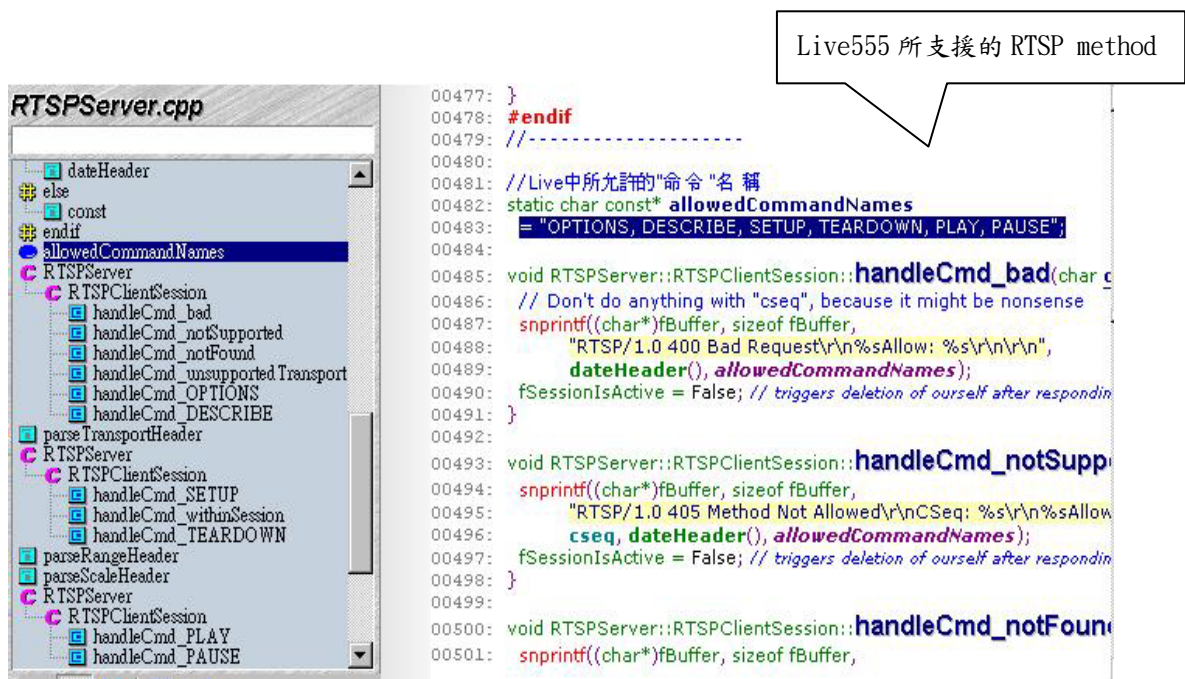 Live555 所支援的 RTSP method
RTSPServer.cpp
dateHeader
else
const
endif
allowedCommandNames
RTSPServer
RTSPClientSession
handleCmd_bad
handleCmd_notSupported
handleCmd_notFound
handleCmd_unsupportedTransport
handleCmd_OPTIONS
handleCmd_DESCRIBE
parseTransportHeader
RTSPServer
RTSPClientSession
handleCmd_SETUP
handleCmd_withinSession
handleCmd_TEARDOWN
parseRangeHeader
parseScaleHeader
RTSPServer
RTSPClientSession
handleCmd_PLAY
handleCmd_PAUSE
00477: }
00478: #endif
00479: //---------------------
00480:
00481: //Live中所允許的"命令 "名 稱
00482: static char const* allowedCommandNames
00483: = "OPTIONS, DESCRIBE, SETUP, TEARDOWN, PLAY, PAUSE";
00484:
00485: void RTSPServer::RTSPClientSession::handleCmd_bad(char c
00486: // Don't do anything with "cseq", because it might be nonsense
00487: snprintf((char*)fBuffer, sizeof fBuffer,
00488: "RTSP/1.0 400 Bad Request\r\n%sAllow: %s\r\n\r\n",
00489: dateHeader(), allowedCommandNames);
00490: fSessionIsActive = False; // triggers deletion of ourself after respondin
00491: }
00492:
00493: void RTSPServer::RTSPClientSession::handleCmd_notSupp
00494: snprintf((char*)fBuffer, sizeof fBuffer,
00495: "RTSP/1.0 405 Method Not Allowed\r\nCSeq: %s\r\n%sAllow
00496: cseq, dateHeader(), allowedCommandNames);
00497: fSessionIsActive = False; // triggers deletion of ourself after respondin
00498: }
00499:
00500: void RTSPServer::RTSPClientSession::handleCmd_notFoun
00501: snprintf((char*)fBuffer, sizeof fBuffer,